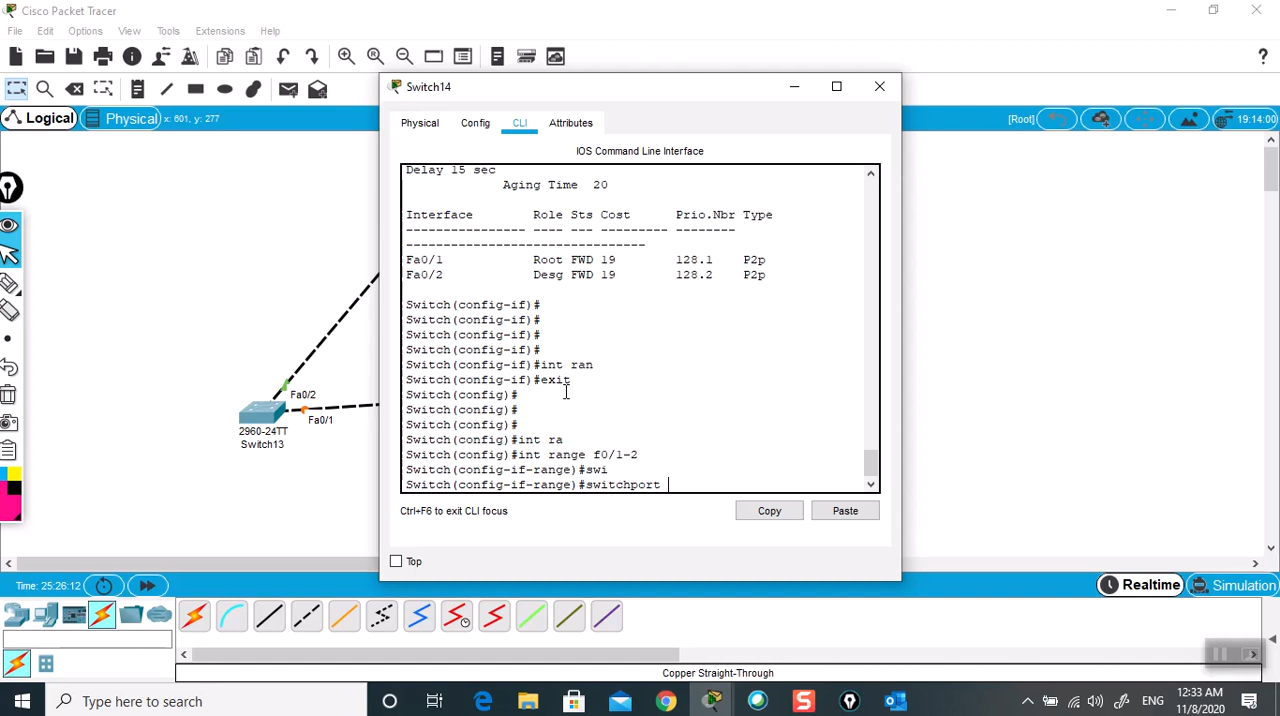 Cisco Packet Tracer
File Edit Options View Tools Extensions Help
Logical Physical x: 601, y: 277 [Root] 19:14:00
Switch14
Physical Config CLI Attributes
IOS Command Line Interface
Delay 15 sec
Aging Time 20
Interface Role Sts Cost Prio.Nbr Type
---------------- ---- --- --------- --------
--------------------------------
Fa0/1 Root FWD 19 128.1 P2p
Fa0/2 Desg FWD 19 128.2 P2p
Switch(config-if)#
Switch(config-if)#
Switch(config-if)#
Switch(config-if)#
Switch(config-if)#int ran
Switch(config-if)#exit
Switch(config)#
Switch(config)#
Switch(config)#
Switch(config)#int ra
Switch(config)#int range f0/1-2
Switch(config-if-range)#swi
Switch(config-if-range)#switchport
Ctrl+F6 to exit CLI focus
Copy Paste
Top
Fa0/2
Fa0/1
2960-24TT
Switch13
Time: 25:26:12 Realtime Simulation
Copper Straight-Through
Type here to search
12:33 AM
11/8/2020